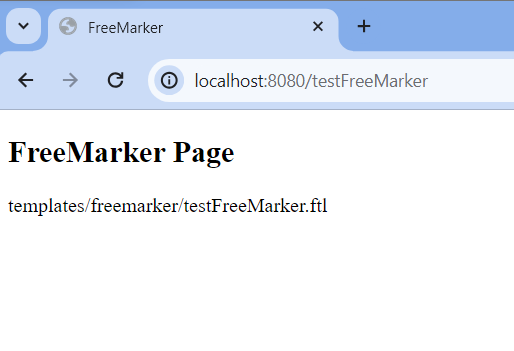 FreeMarker
localhost:8080/testFreeMarker
FreeMarker Page
templates/freemarker/testFreeMarker.ftl